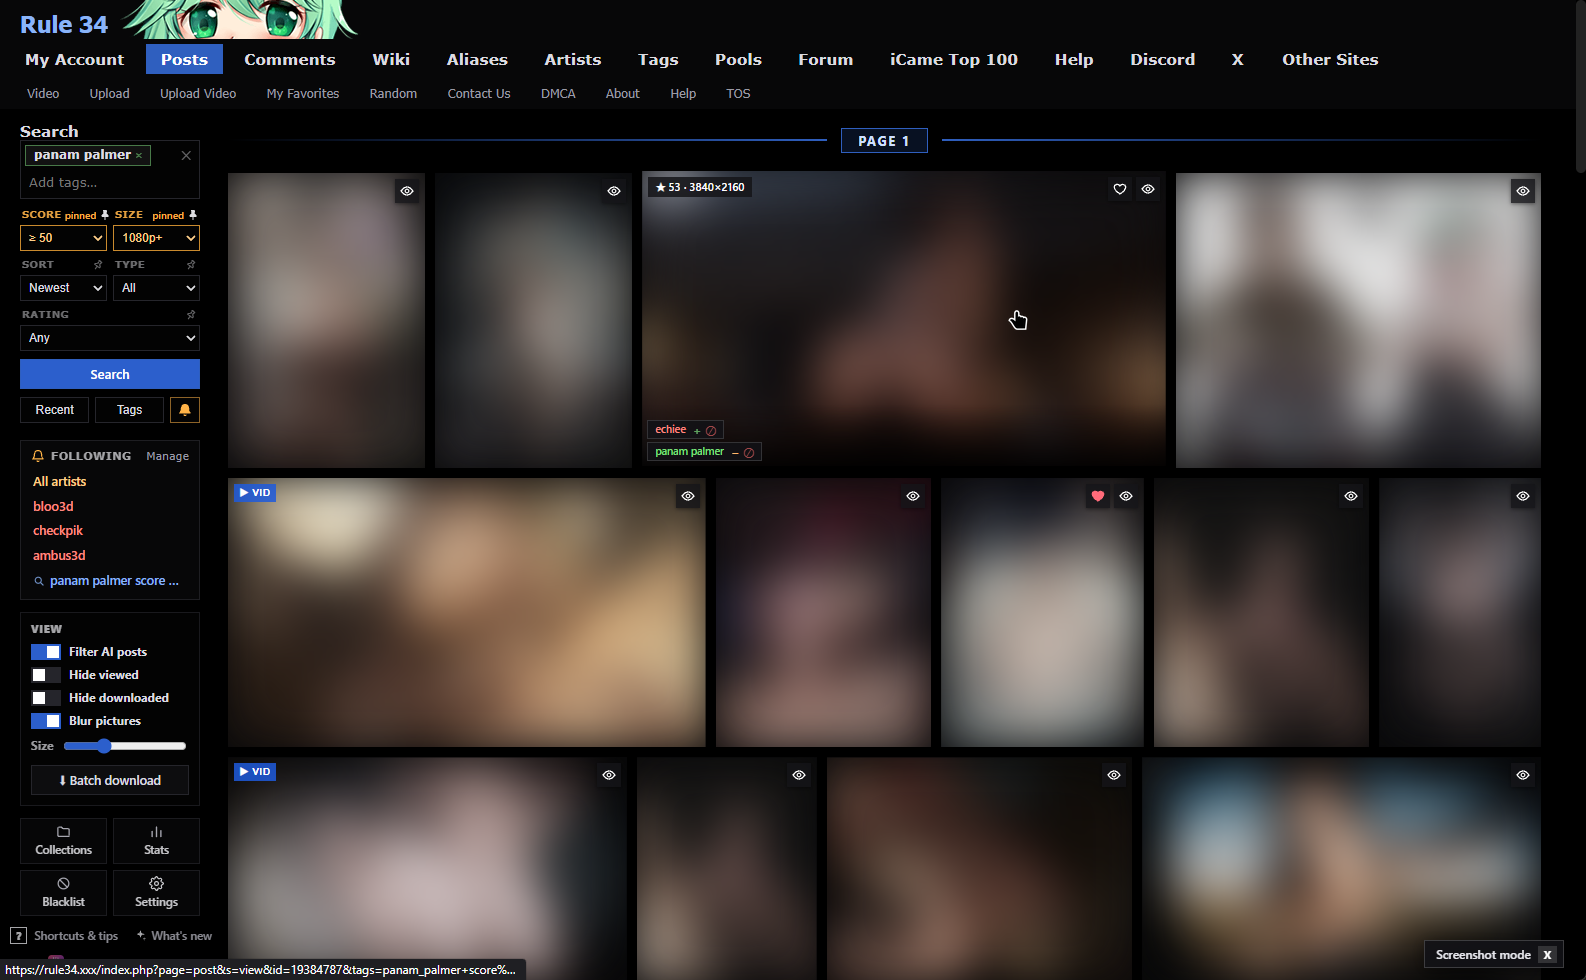 Rule 34
My Account Posts Comments Wiki Aliases Artists Tags Pools Forum iCame Top 100 Help Discord X Other Sites
Video Upload Upload Video My Favorites Random Contact Us DMCA About Help TOS
Search
panam palmer ×
Add tags...
SCORE pinned SIZE pinned
≥ 50 1080p+
SORT TYPE
Newest All
RATING
Any
Search
Recent Tags
FOLLOWING Manage
All artists
bloo3d
checkpik
ambus3d
panam palmer score ...
VIEW
Filter AI posts
Hide viewed
Hide downloaded
Blur pictures
Size
⬇ Batch download
Collections Stats
Blacklist Settings
? Shortcuts & tips What's new
https://rule34.xxx/index.php?page=post&s=view&id=19384787&tags=panam_palmer+score%...
PAGE 1
★ 53 · 3840×2160
echiee +
panam palmer −
▶ VID
▶ VID
Screenshot mode X